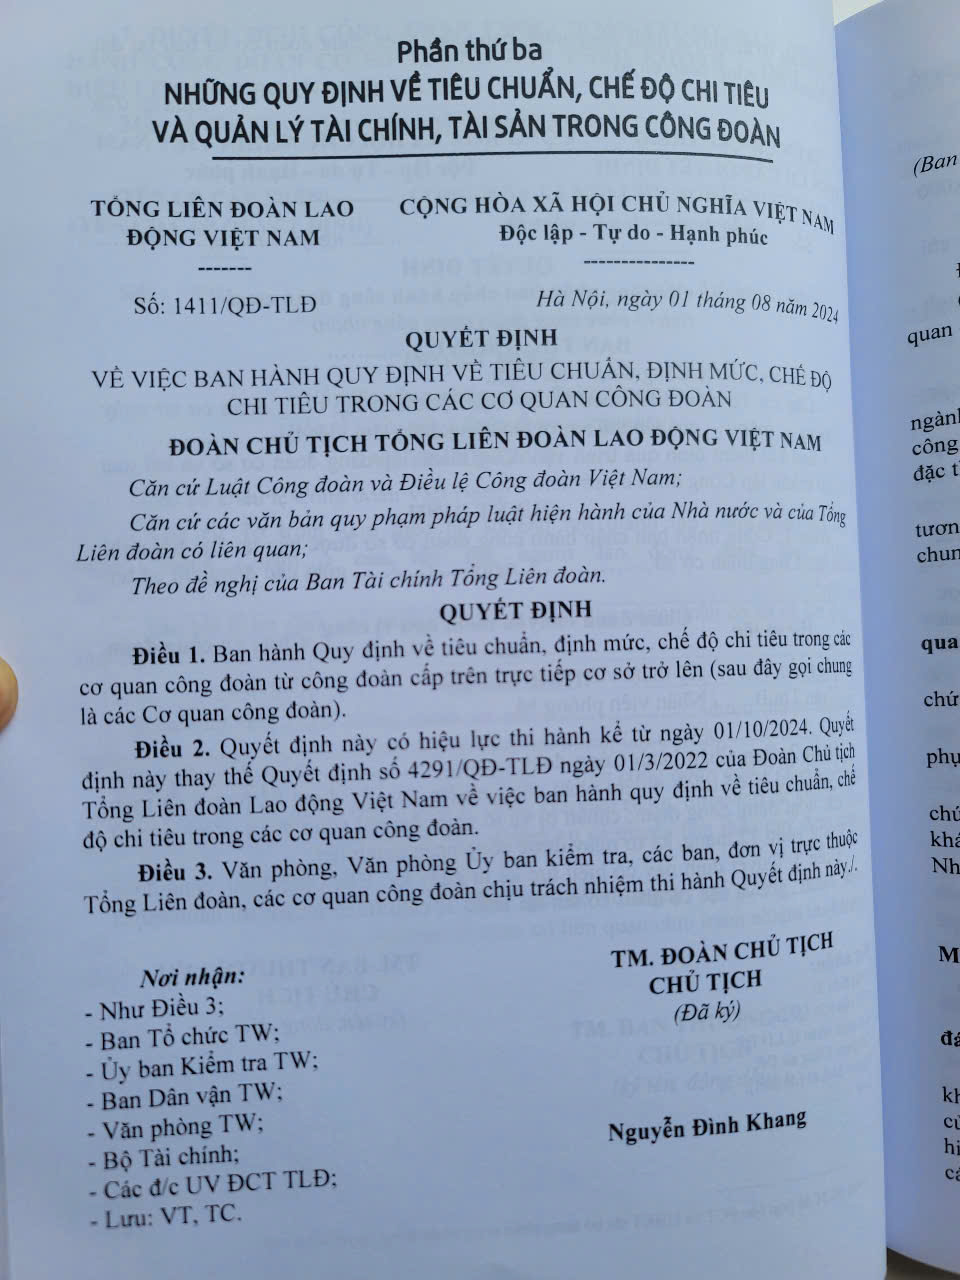 Phần thứ ba
NHỮNG QUY ĐỊNH VỀ TIÊU CHUẨN, CHẾ ĐỘ CHI TIÊU
VÀ QUẢN LÝ TÀI CHÍNH, TÀI SẢN TRONG CÔNG ĐOÀN
TỔNG LIÊN ĐOÀN LAO
ĐỘNG VIỆT NAM
-------
Số: 1411/QĐ-TLĐ
CỘNG HÒA XÃ HỘI CHỦ NGHĨA VIỆT NAM
Độc lập - Tự do - Hạnh phúc
---------------
Hà Nội, ngày 01 tháng 08 năm 2024
QUYẾT ĐỊNH
VỀ VIỆC BAN HÀNH QUY ĐỊNH VỀ TIÊU CHUẨN, ĐỊNH MỨC, CHẾ ĐỘ
CHI TIÊU TRONG CÁC CƠ QUAN CÔNG ĐOÀN
ĐOÀN CHỦ TỊCH TỔNG LIÊN ĐOÀN LAO ĐỘNG VIỆT NAM
Căn cứ Luật Công đoàn và Điều lệ Công đoàn Việt Nam;
Căn cứ các văn bản quy phạm pháp luật hiện hành của Nhà nước và của Tổng
Liên đoàn có liên quan;
Theo đề nghị của Ban Tài chính Tổng Liên đoàn.
QUYẾT ĐỊNH
Điều 1. Ban hành Quy định về tiêu chuẩn, định mức, chế độ chi tiêu trong các
cơ quan công đoàn từ công đoàn cấp trên trực tiếp cơ sở trở lên (sau đây gọi chung
là các Cơ quan công đoàn).
Điều 2. Quyết định này có hiệu lực thi hành kể từ ngày 01/10/2024. Quyết
định này thay thế Quyết định số 4291/QĐ-TLĐ ngày 01/3/2022 của Đoàn Chủ tịch
Tổng Liên đoàn Lao động Việt Nam về việc ban hành quy định về tiêu chuẩn, chế
độ chi tiêu trong các cơ quan công đoàn.
Điều 3. Văn phòng, Văn phòng Ủy ban kiểm tra, các ban, đơn vị trực thuộc
Tổng Liên đoàn, các cơ quan công đoàn chịu trách nhiệm thi hành Quyết định này./.
Nơi nhận:
- Như Điều 3;
- Ban Tổ chức TW;
- Ủy ban Kiểm tra TW;
- Ban Dân vận TW;
- Văn phòng TW;
- Bộ Tài chính;
- Các đ/c UV ĐCT TLĐ;
- Lưu: VT, TC.
TM. ĐOÀN CHỦ TỊCH
CHỦ TỊCH
(Đã ký)
Nguyễn Đình Khang
(Ban
quan
công
đặc